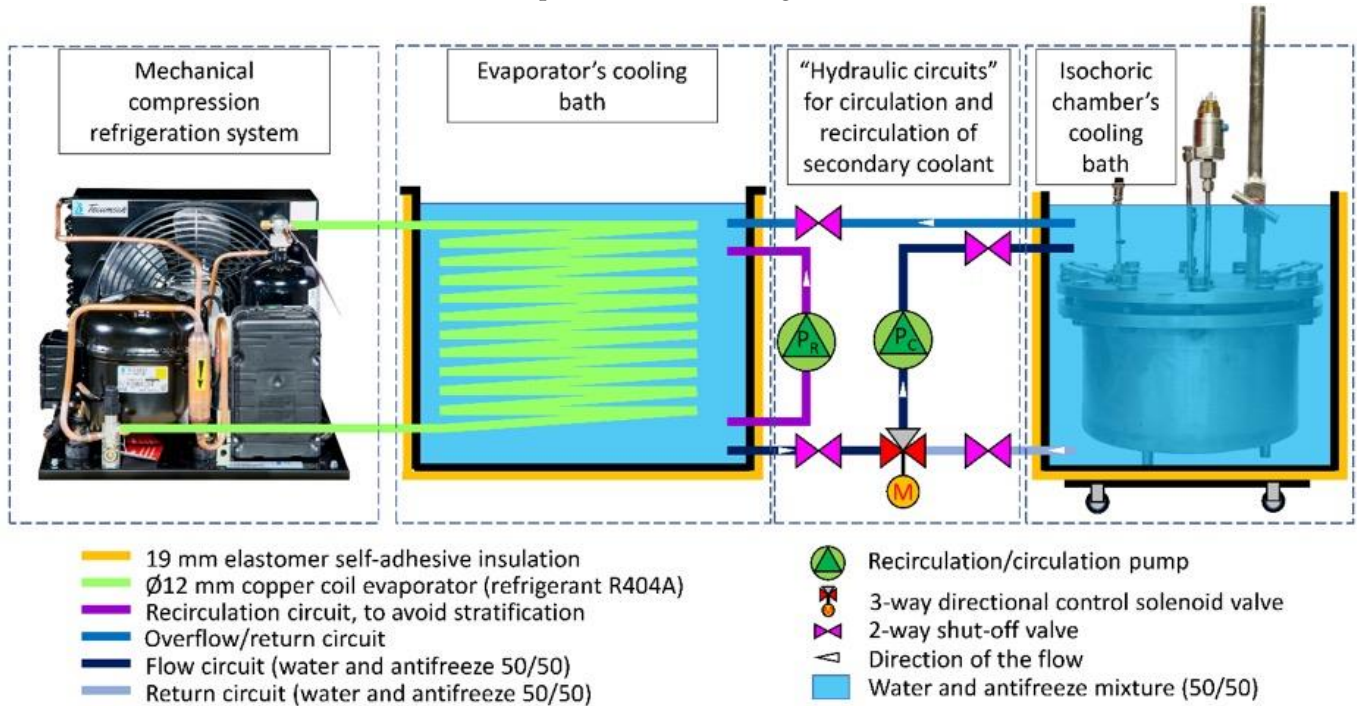 Mechanical
compression
refrigeration system
Evaporator's cooling
bath
“Hydraulic circuits”
for circulation and
recirculation of
secondary coolant
Isochoric
chamber's
cooling
bath
Tecumseh
P_R
P_C
M
19 mm elastomer self-adhesive insulation
Ø12 mm copper coil evaporator (refrigerant R404A)
Recirculation circuit, to avoid stratification
Overflow/return circuit
Flow circuit (water and antifreeze 50/50)
Return circuit (water and antifreeze 50/50)
Recirculation/circulation pump
M
3-way directional control solenoid valve
2-way shut-off valve
Direction of the flow
Water and antifreeze mixture (50/50)